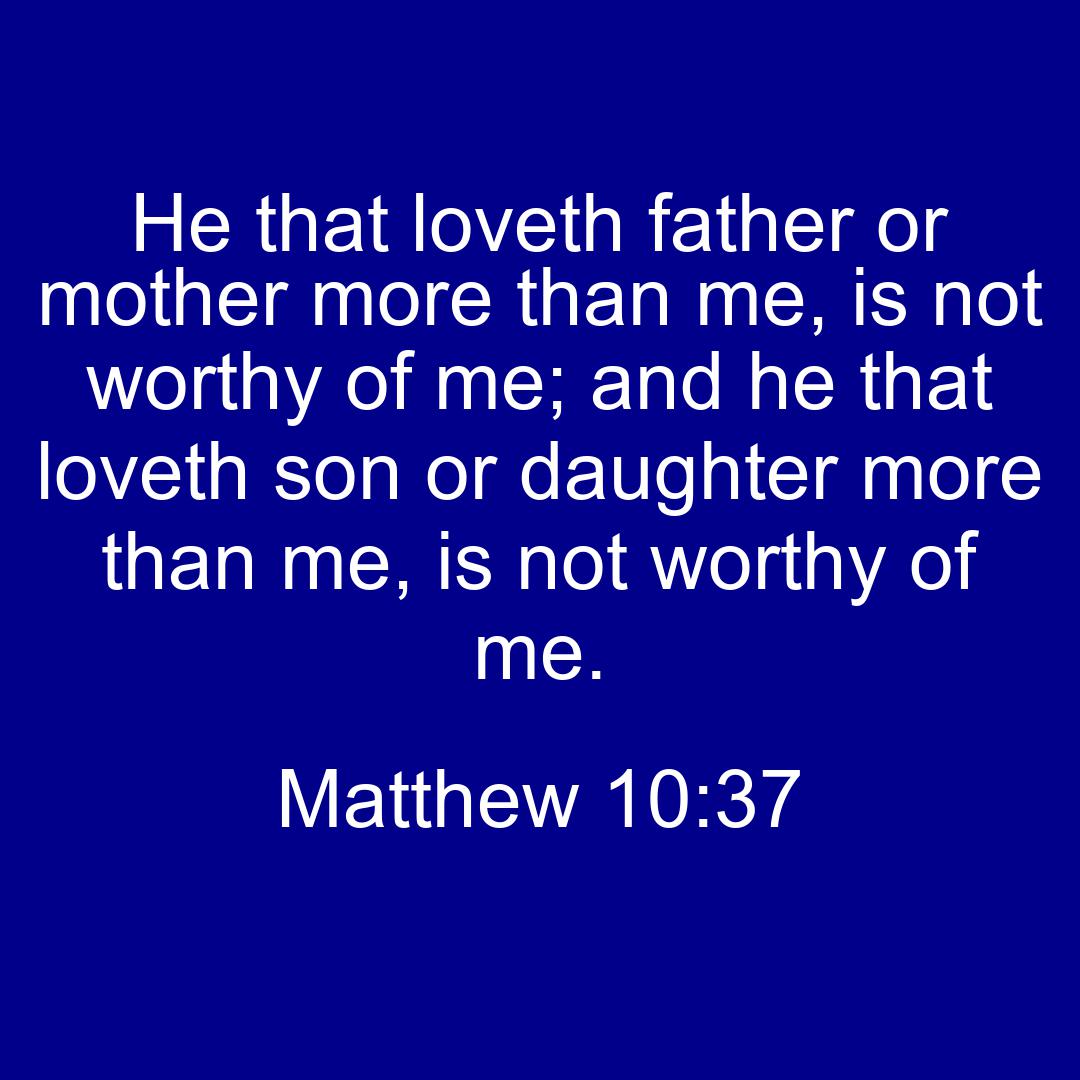 He that loveth father or
mother more than me, is not
worthy of me; and he that
loveth son or daughter more
than me, is not worthy of
me.
Matthew 10:37